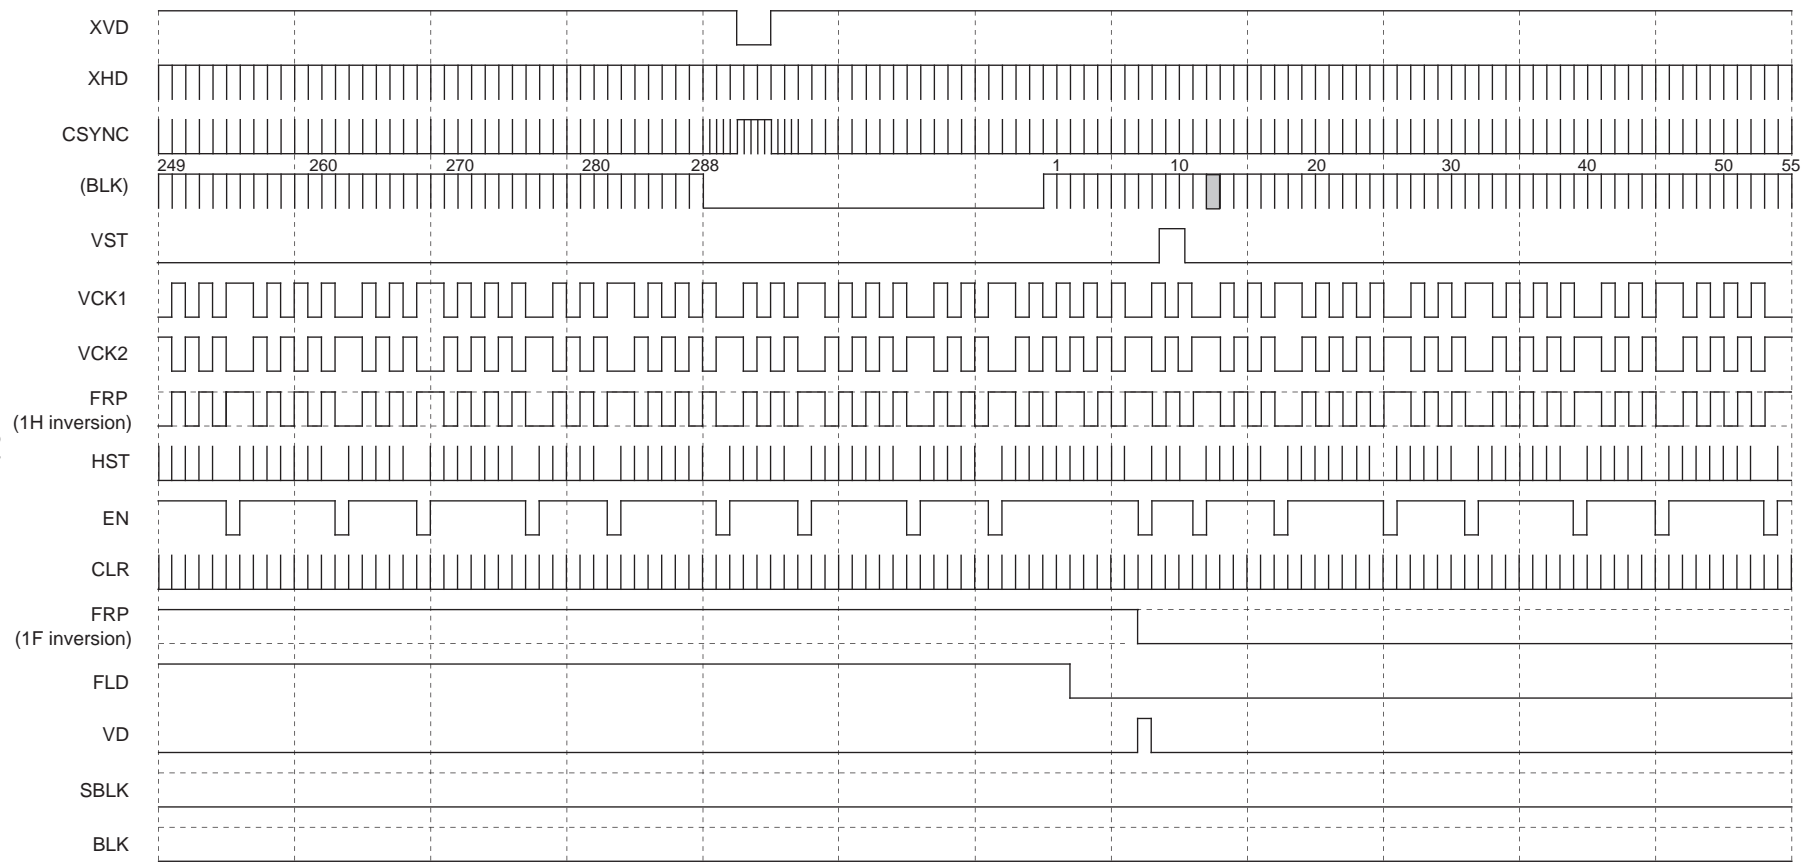 XVD
XHD
CSYNC
249 260 270 280 288 1 10 20 30 40 50 55
(BLK)
VST
VCK1
VCK2
FRP
(1H inversion)
HST
EN
CLR
FRP
(1F inversion)
FLD
VD
SBLK
BLK